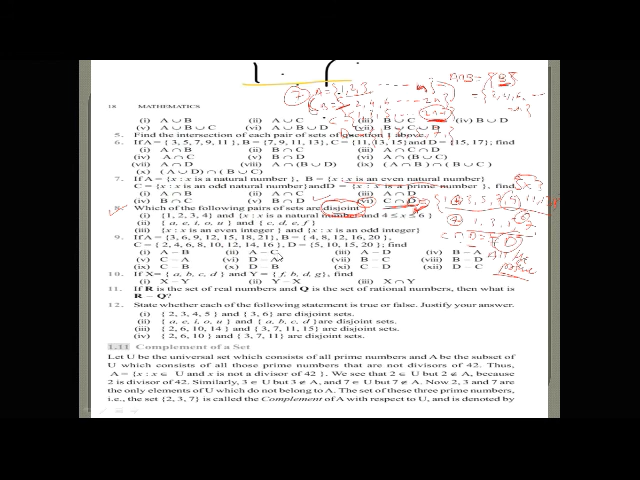 18 MATHEMATICS
(i) A ∪ B (ii) A ∪ C (iii) B ∪ C (iv) B ∪ D
(v) A ∪ B ∪ C (vi) A ∪ B ∪ D (vii) B ∪ C ∪ D
5. Find the intersection of each pair of sets of question 1 above.
6. If A = { 3, 5, 7, 9, 11 }, B = {7, 9, 11, 13}, C = {11, 13, 15} and D = {15, 17}; find
(i) A ∩ B (ii) B ∩ C (iii) A ∩ C ∩ D
(iv) A ∩ C (v) B ∩ D (vi) A ∩ (B ∪ C)
(vii) A ∩ D (viii) A ∩ (B ∪ D) (ix) ( A ∩ B ) ∩ ( B ∪ C )
(x) ( A ∪ D) ∩ ( B ∪ C)
7. If A = {x : x is a natural number }, B = {x : x is an even natural number}
C = {x : x is an odd natural number} and D = {x : x is a prime number }, find
(i) A ∩ B (ii) A ∩ C (iii) A ∩ D
(iv) B ∩ C (v) B ∩ D (vi) C ∩ D
8. Which of the following pairs of sets are disjoint
(i) {1, 2, 3, 4} and {x : x is a natural number and 4 ≤ x ≤ 6 }
(ii) { a, e, i, o, u } and { c, d, e, f }
(iii) {x : x is an even integer } and {x : x is an odd integer}
9. If A = {3, 6, 9, 12, 15, 18, 21}, B = { 4, 8, 12, 16, 20 },
C = { 2, 4, 6, 8, 10, 12, 14, 16 }, D = {5, 10, 15, 20 }; find
(i) A – B (ii) A – C (iii) A – D (iv) B – A
(v) C – A (vi) D – A (vii) B – C (viii) B – D
(ix) C – B (x) D – B (xi) C – D (xii) D – C
10. If X = { a, b, c, d } and Y = { f, b, d, g}, find
(i) X – Y (ii) Y – X (iii) X ∩ Y
11. If R is the set of real numbers and Q is the set of rational numbers, then what is
R – Q?
12. State whether each of the following statement is true or false. Justify your answer.
(i) { 2, 3, 4, 5 } and { 3, 6} are disjoint sets.
(ii) { a, e, i, o, u } and { a, b, c, d } are disjoint sets.
(iii) { 2, 6, 10, 14 } and { 3, 7, 11, 15} are disjoint sets.
(iv) { 2, 6, 10 } and { 3, 7, 11} are disjoint sets.
1.11 Complement of a Set
Let U be the universal set which consists of all prime numbers and A be the subset of
U which consists of all those prime numbers that are not divisors of 42. Thus,
A = {x : x ∈ U and x is not a divisor of 42 }. We see that 2 ∈ U but 2 ∉ A, because
2 is divisor of 42. Similarly, 3 ∈ U but 3 ∉ A, and 7 ∈ U but 7 ∉ A. Now 2, 3 and 7 are
the only elements of U which do not belong to A. The set of these three prime numbers,
i.e., the set {2, 3, 7} is called the Complement of A with respect to U, and is denoted by